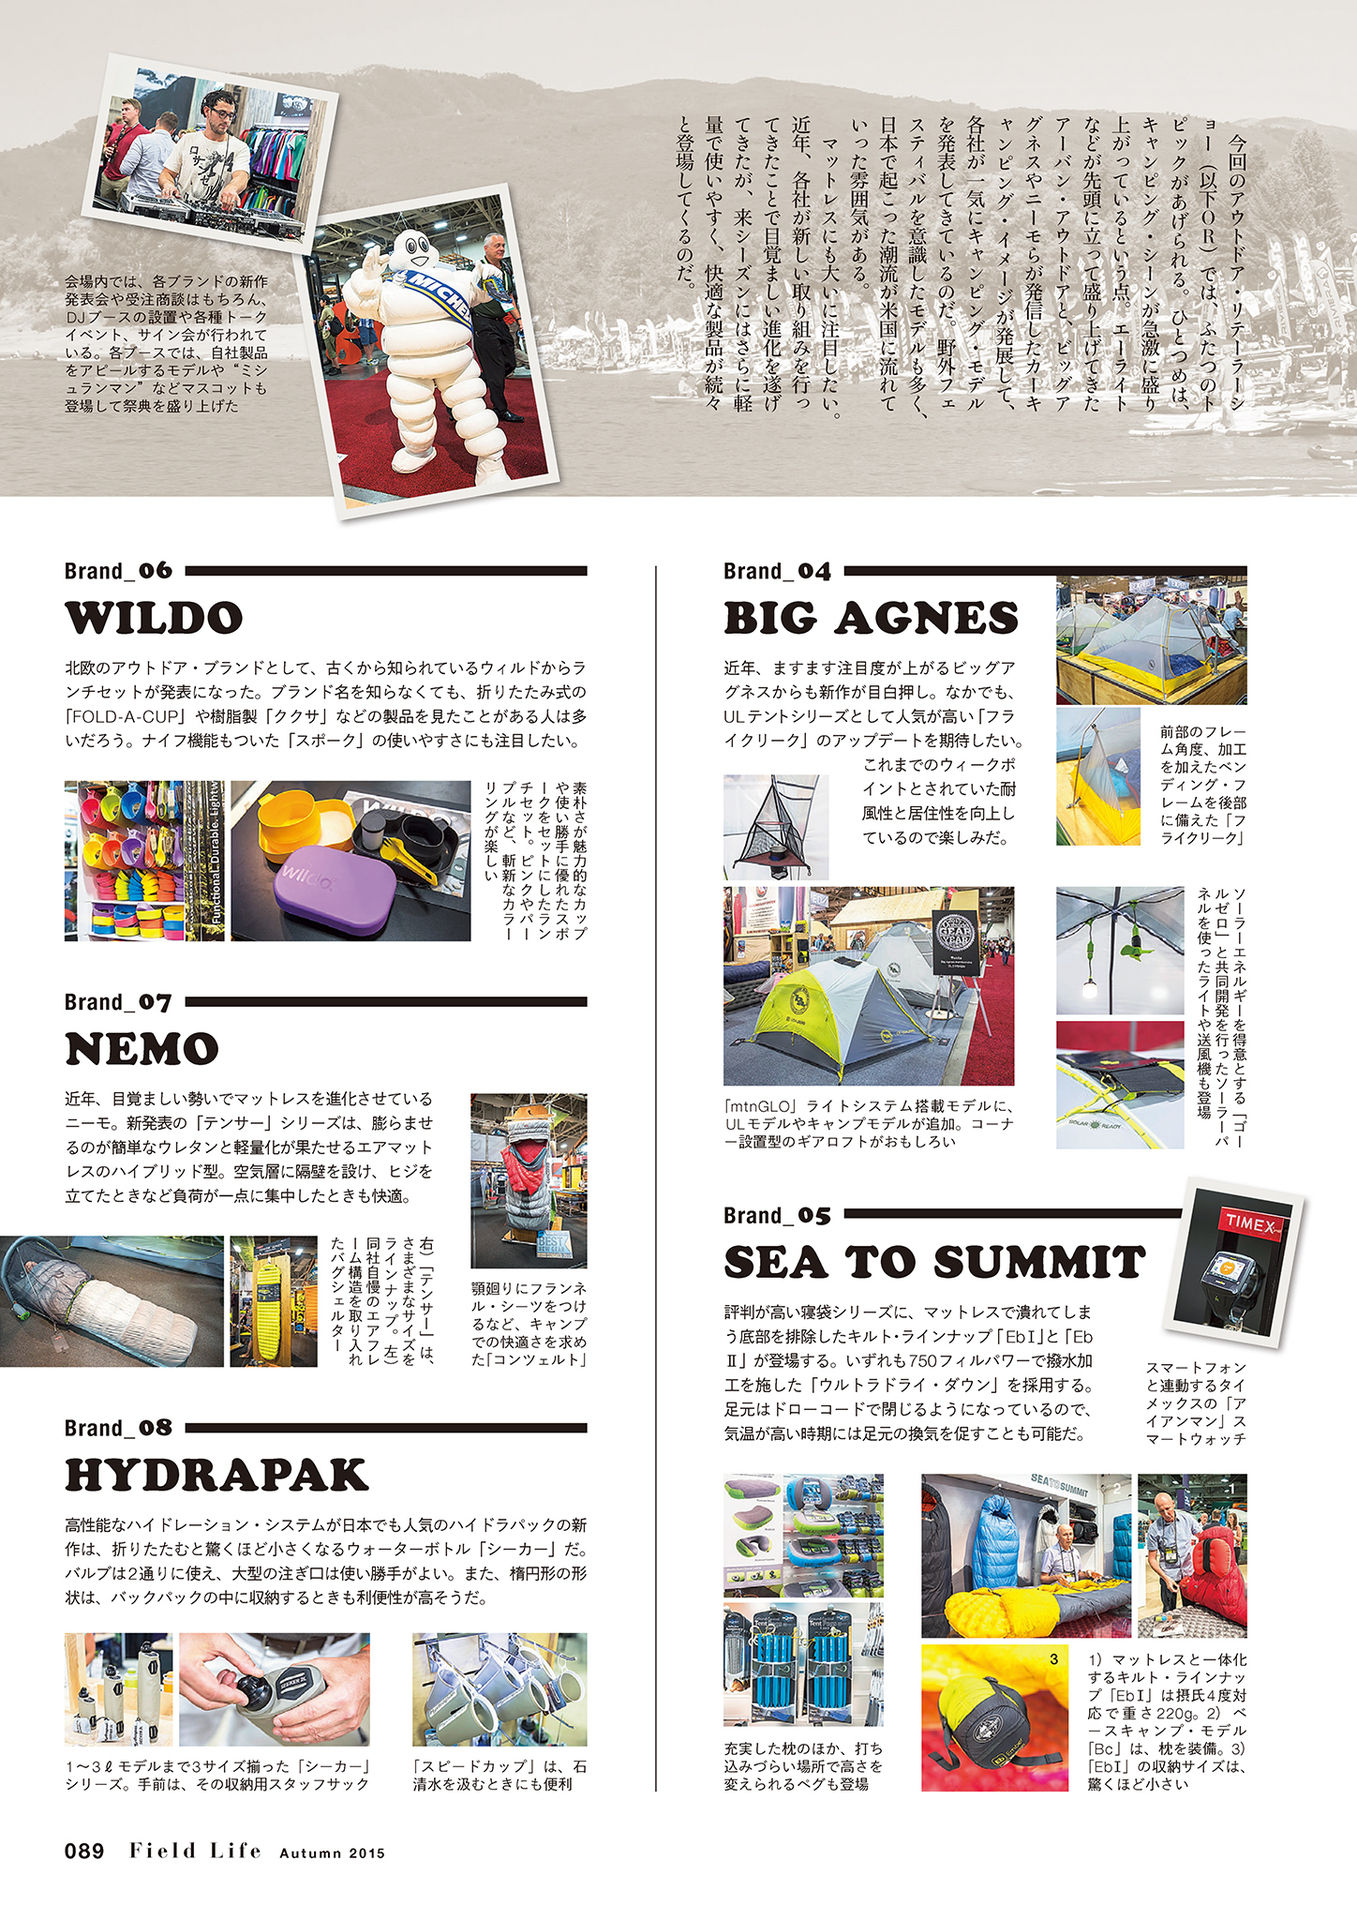 今回のアウトドア・リテーラーシ
ョー（以下OR）では、ふたつのト
ピックがあげられる。ひとつめは、
キャンピング・シーンが急激に盛り
上がっているという点。エーライト
などが先頭に立って盛り上げてきた
アーバン・アウトドアと、ビッグア
グネスやニーモらが発信したカーキ
ャンピング・イメージが発展して、
各社が一気にキャンピング・モデル
を発表してきているのだ。野外フェ
スティバルを意識したモデルも多く、
日本で起こった潮流が米国に流れて
いった雰囲気がある。
マットレスにも大いに注目したい。
近年、各社が新しい取り組みを行っ
てきたことで目覚ましい進化を遂げ
てきたが、来シーズンにはさらに軽
量で使いやすく、快適な製品が続々
と登場してくるのだ。
MICHE
会場内では、各ブランドの新作
発表会や受注商談はもちろん、
DJブースの設置や各種トーク
イベント、サイン会が行われて
いる。各ブースでは、自社製品
をアピールするモデルや“ミシ
ュランマン”などマスコットも
登場して祭典を盛り上げた
Brand_04
BIG AGNES
近年、ますます注目度が上がるビッグア
グネスからも新作が目白押し。なかでも、
ULテントシリーズとして人気が高い「フラ
イクリーク」のアップデートを期待したい。
これまでのウィークポ
イントとされていた耐
風性と居住性を向上し
ているので楽しみだ。
前部のフレー
ム角度、加工
を加えたベン
ディング・フ
レームを後部
に備えた「フ
ライクリーク」
ソーラーエネルギーを得意とする「ゴー
ルゼロ」と共同開発を行ったソーラーパ
ネルを使ったライトや送風機も登場
SOLAR READY
「mtnGLO」ライトシステム搭載モデルに、
ULモデルやキャンプモデルが追加。コーナ
ー設置型のギアロフトがおもしろい
Brand_05
SEA TO SUMMIT
評判が高い寝袋シリーズに、マットレスで潰れてしま
う底部を排除したキルト・ラインナップ「EbⅠ」と「Eb
Ⅱ」が登場する。いずれも750フィルパワーで撥水加
工を施した「ウルトラドライ・ダウン」を採用する。
足元はドローコードで閉じるようになっているので、
気温が高い時期には足元の換気を促すことも可能だ。
TIMEX
スマートフォン
と連動するタイ
メックスの「ア
イアンマン」ス
マートウォッチ
SEA TO SUMMIT
2
1
3
充実した枕のほか、打ち
込みづらい場所で高さを
変えられるペグも登場
1）マットレスと一体化
するキルト・ラインナッ
プ「EbⅠ」は摂氏4度対
応で重さ220g。2）ベ
ースキャンプ・モデル
「Bc」は、枕を装備。3）
「EbⅠ」の収納サイズは、
驚くほど小さい
Brand_06
WILDO
北欧のアウトドア・ブランドとして、古くから知られているウィルドからラ
ンチセットが発表になった。ブランド名を知らなくても、折りたたみ式の
「FOLD-A-CUP」や樹脂製「ククサ」などの製品を見たことがある人は多
いだろう。ナイフ機能もついた「スポーク」の使いやすさにも注目したい。
Functional. Durable. Lightw
wildo
素朴さが魅力的なカップ
や使い勝手に優れたスポ
ークをセットにしたラン
チセット。ピンクやパー
プルなど、斬新なカラー
リングが楽しい
Brand_07
NEMO
近年、目覚ましい勢いでマットレスを進化させている
ニーモ。新発表の「テンサー」シリーズは、膨らませ
るのが簡単なウレタンと軽量化が果たせるエアマット
レスのハイブリッド型。空気層に隔壁を設け、ヒジを
立てたときなど負荷が一点に集中したときも快適。
右）「テンサー」は、
さまざまなサイズを
ラインナップ。左）
同社自慢のエアフレ
ーム構造を取り入れ
たバグシェルター
顎廻りにフランネ
ル・シーツをつけ
るなど、キャンプ
での快適さを求め
た「コンツェルト」
Brand_08
HYDRAPAK
高性能なハイドレーション・システムが日本でも人気のハイドラパックの新
作は、折りたたむと驚くほど小さくなるウォーターボトル「シーカー」だ。
バルブは2通りに使え、大型の注ぎ口は使い勝手がよい。また、楕円形の形
状は、バックパックの中に収納するときも利便性が高そうだ。
1～3ℓモデルまで3サイズ揃った「シーカー」
シリーズ。手前は、その収納用スタッフサック
「スピードカップ」は、石
清水を汲むときにも便利
089 Field Life Autumn 2015